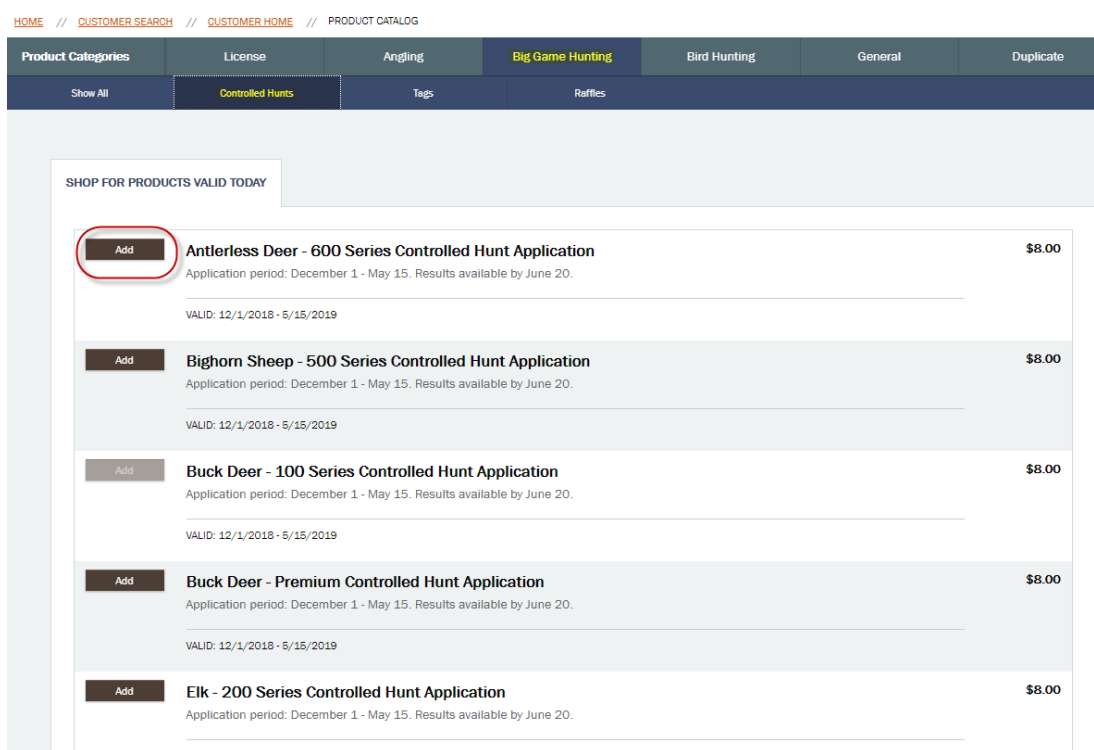 HOME // CUSTOMER SEARCH // CUSTOMER HOME // PRODUCT CATALOG
Product Categories License Angling Big Game Hunting Bird Hunting General Duplicate
Show All Controlled Hunts Tags Raffles
SHOP FOR PRODUCTS VALID TODAY
Add Antlerless Deer - 600 Series Controlled Hunt Application $8.00
Application period: December 1 - May 15. Results available by June 20.
VALID: 12/1/2018 - 5/15/2019
Add Bighorn Sheep - 500 Series Controlled Hunt Application $8.00
Application period: December 1 - May 15. Results available by June 20.
VALID: 12/1/2018 - 5/15/2019
Add Buck Deer - 100 Series Controlled Hunt Application $8.00
Application period: December 1 - May 15. Results available by June 20.
VALID: 12/1/2018 - 5/15/2019
Add Buck Deer - Premium Controlled Hunt Application $8.00
Application period: December 1 - May 15. Results available by June 20.
VALID: 12/1/2018 - 5/15/2019
Add Elk - 200 Series Controlled Hunt Application $8.00
Application period: December 1 - May 15. Results available by June 20.